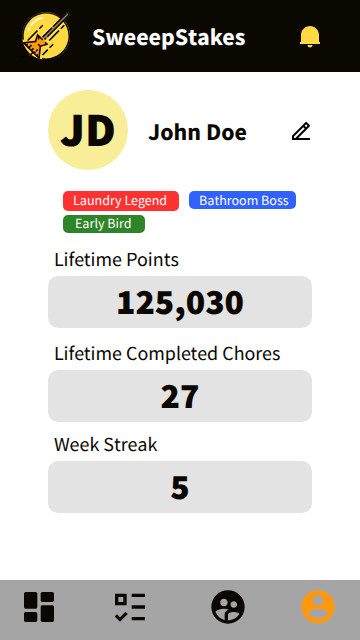 SweeepStakes
JD
John Doe
Laundry Legend
Bathroom Boss
Early Bird
Lifetime Points
125,030
Lifetime Completed Chores
27
Week Streak
5